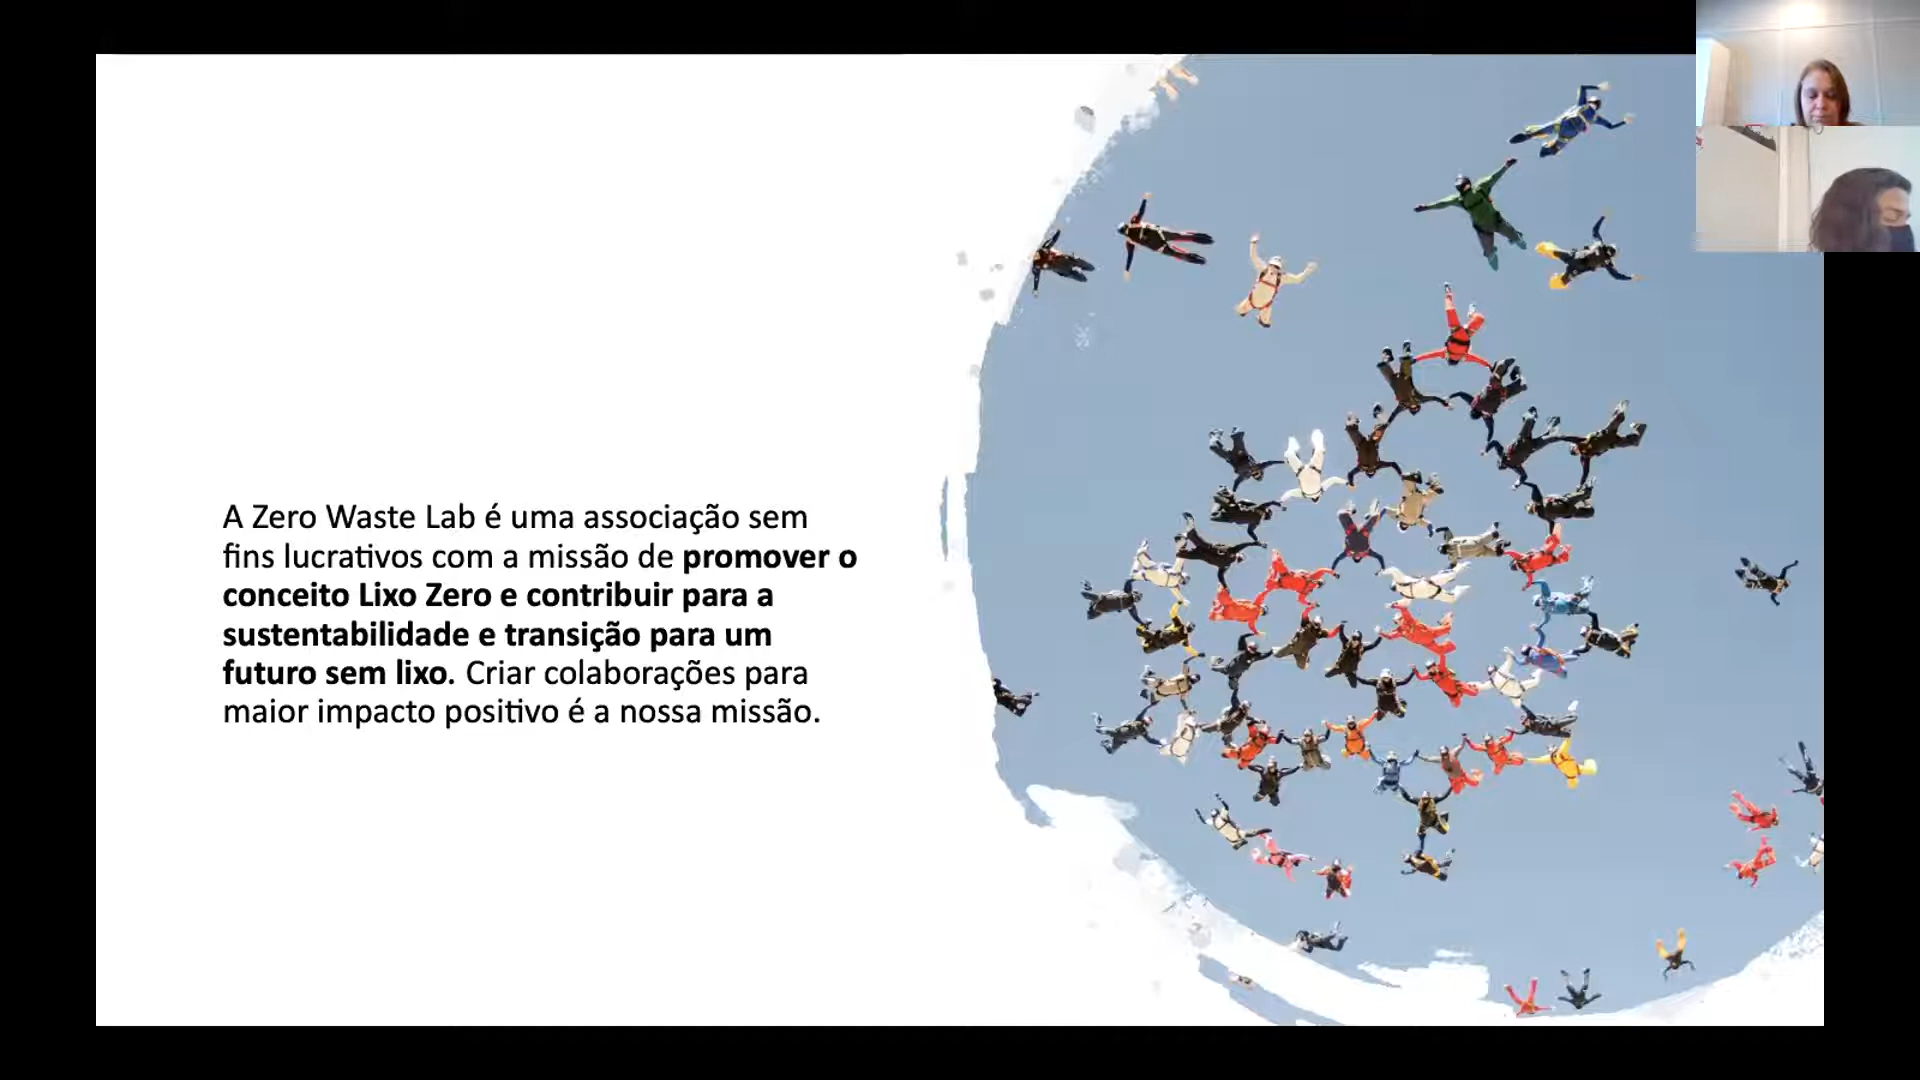 A Zero Waste Lab é uma associação sem
fins lucrativos com a missão de promover o
conceito Lixo Zero e contribuir para a
sustentabilidade e transição para um
futuro sem lixo. Criar colaborações para
maior impacto positivo é a nossa missão.